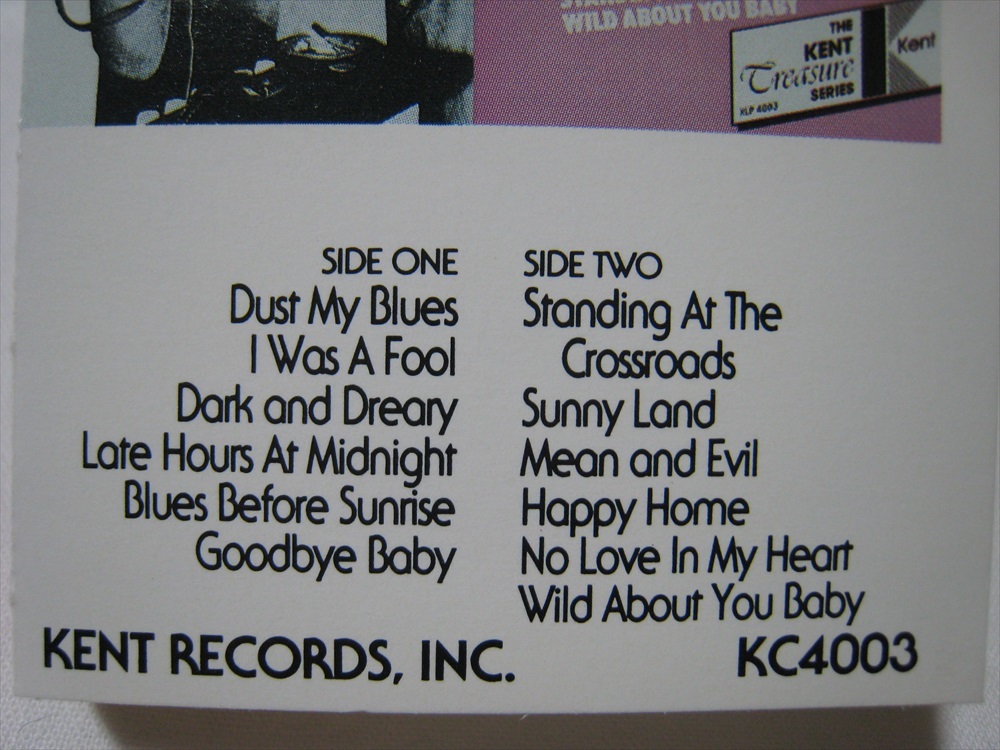 WILD ABOUT YOU BABY
THE
KENT
Treasure
SERIES
KLP 4003
Kent
SIDE ONE
Dust My Blues
I Was A Fool
Dark and Dreary
Late Hours At Midnight
Blues Before Sunrise
Goodbye Baby
SIDE TWO
Standing At The
Crossroads
Sunny Land
Mean and Evil
Happy Home
No Love In My Heart
Wild About You Baby
KENT RECORDS, INC.
KC4003